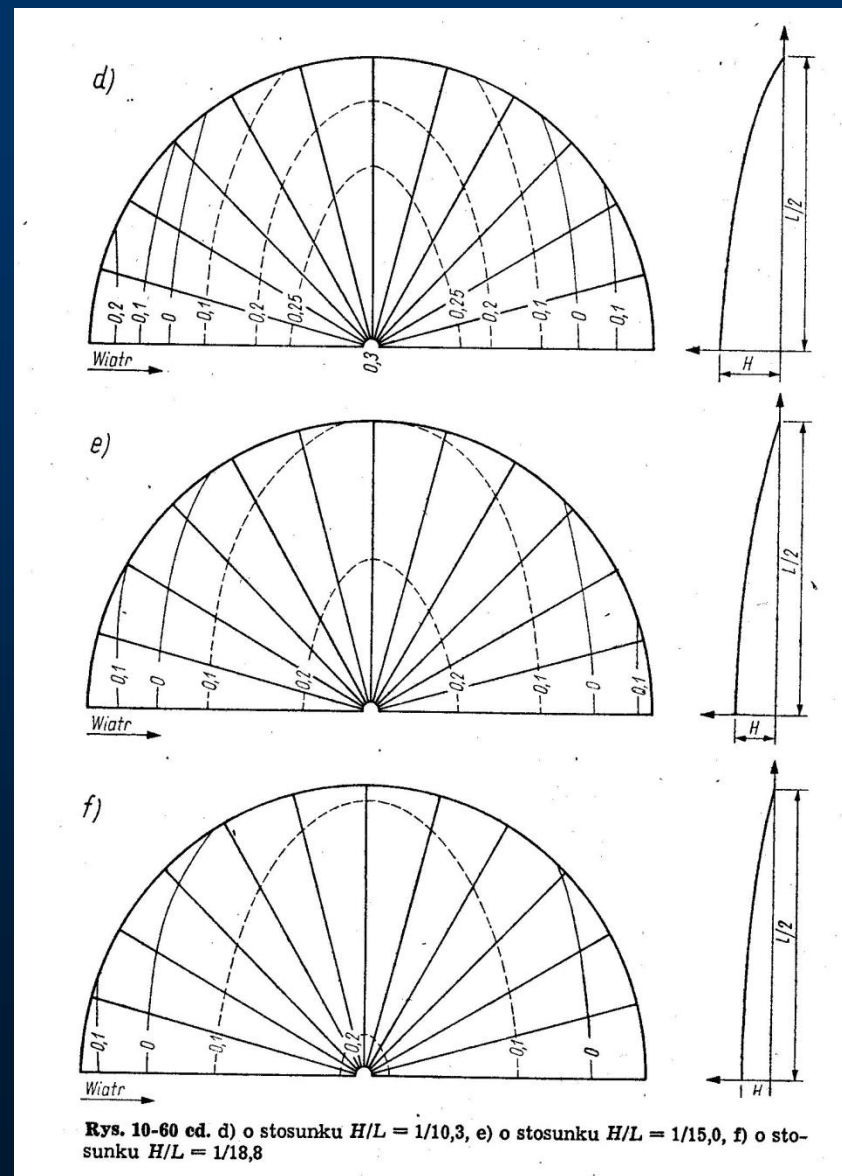 d)
0,2
0,1
0
0,1
0,2
0,25
0,3
0,25
0,2
0,1
0
0,1
Wiatr
L/2
H
e)
0,1
0
0,1
0,2
0,2
0,1
0
0,1
Wiatr
L/2
H
f)
0,1
0
0,1
0,2
0,1
0
Wiatr
L/2
H
Rys. 10-60 cd. d) o stosunku H/L = 1/10,3, e) o stosunku H/L = 1/15,0, f) o sto-
sunku H/L = 1/18,8